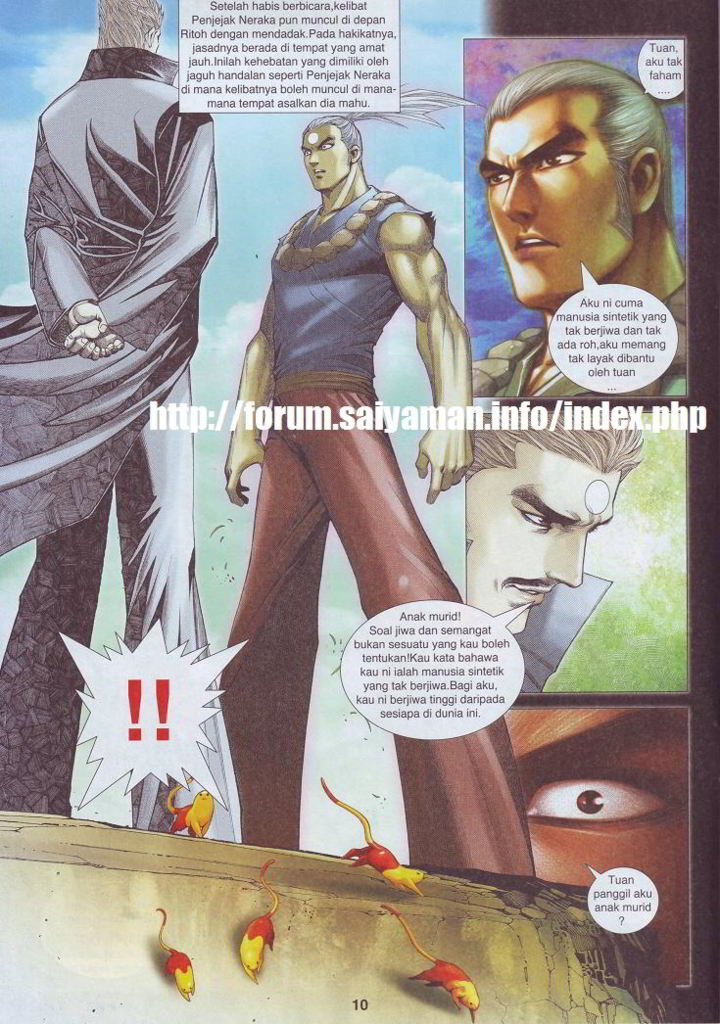 Setelah habis berbicara,kelibat
Penjejak Neraka pun muncul di depan
Ritoh dengan mendadak.Pada hakikatnya,
jasadnya berada di tempat yang amat
jauh.Inilah kehebatan yang dimiliki oleh
jaguh handalan seperti Penjejak Neraka
di mana kelibatnya boleh muncul di mana-
mana tempat asalkan dia mahu.
Tuan,
aku tak
faham
....
Aku ni cuma
manusia sintetik yang
tak berjiwa dan tak
ada roh,aku memang
tak layak dibantu
oleh tuan
...
http://forum.saiyaman.info/index.php
Anak murid!
Soal jiwa dan semangat
bukan sesuatu yang kau boleh
tentukan!Kau kata bahawa
kau ni ialah manusia sintetik
yang tak berjiwa.Bagi aku,
kau ni berjiwa tinggi daripada
sesiapa di dunia ini.
!!
Tuan
panggil aku
anak murid
?
10